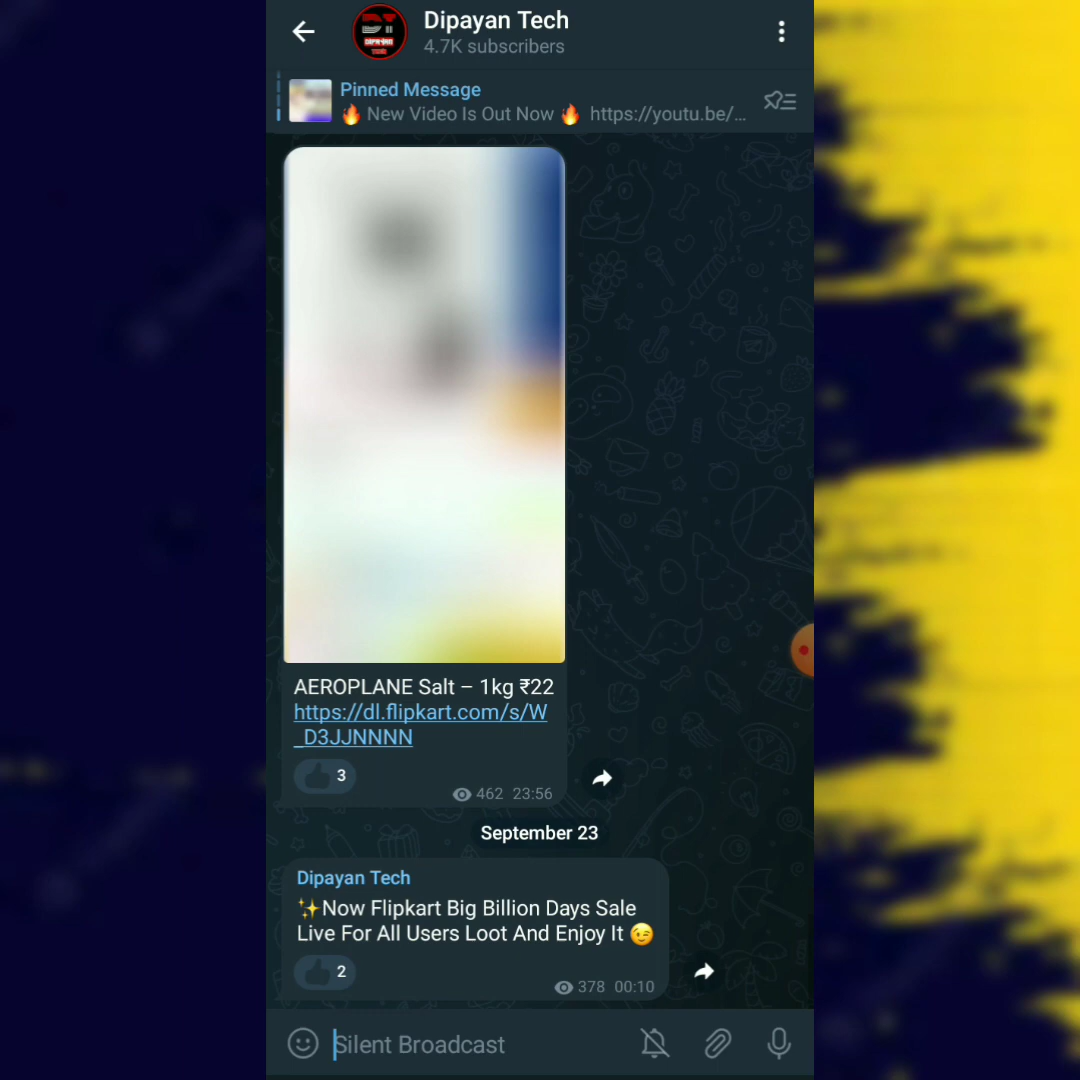 Dipayan Tech
4.7K subscribers
Pinned Message
🔥 New Video Is Out Now 🔥 https://youtu.be/...
AEROPLANE Salt – 1kg ₹22
https://dl.flipkart.com/s/W
_D3JJNNNN
3
462 23:56
September 23
Dipayan Tech
✨Now Flipkart Big Billion Days Sale
Live For All Users Loot And Enjoy It 😉
2
378 00:10
Silent Broadcast